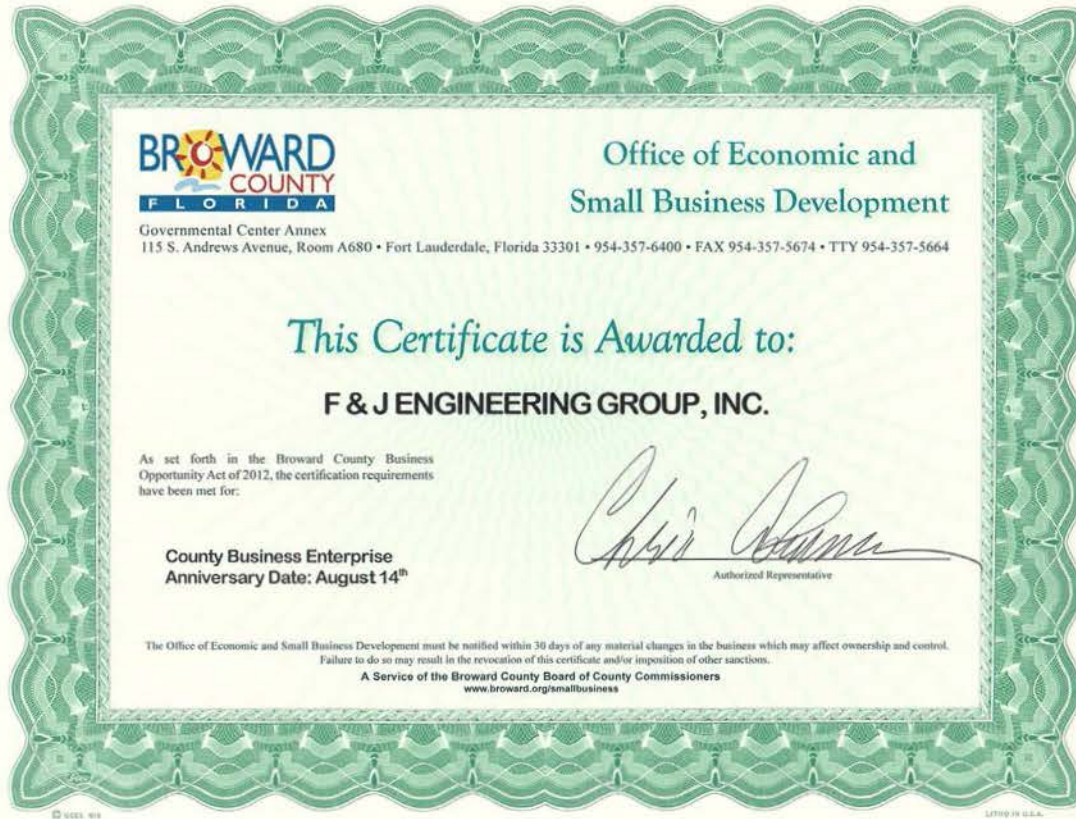 BROWARD
COUNTY
FLORIDA
Office of Economic and
Small Business Development
Governmental Center Annex
115 S. Andrews Avenue, Room A680 • Fort Lauderdale, Florida 33301 • 954-357-6400 • FAX 954-357-5674 • TTY 954-357-5664
This Certificate is Awarded to:
F & J ENGINEERING GROUP, INC.
As set forth in the Broward County Business
Opportunity Act of 2012, the certification requirements
have been met for:
County Business Enterprise
Anniversary Date: August 14th
Authorized Representative
The Office of Economic and Small Business Development must be notified within 30 days of any material changes in the business which may affect ownership and control.
Failure to do so may result in the revocation of this certificate and/or imposition of other sanctions.
A Service of the Broward County Board of County Commissioners
www.broward.org/smallbusiness
LITHO IN U.S.A.